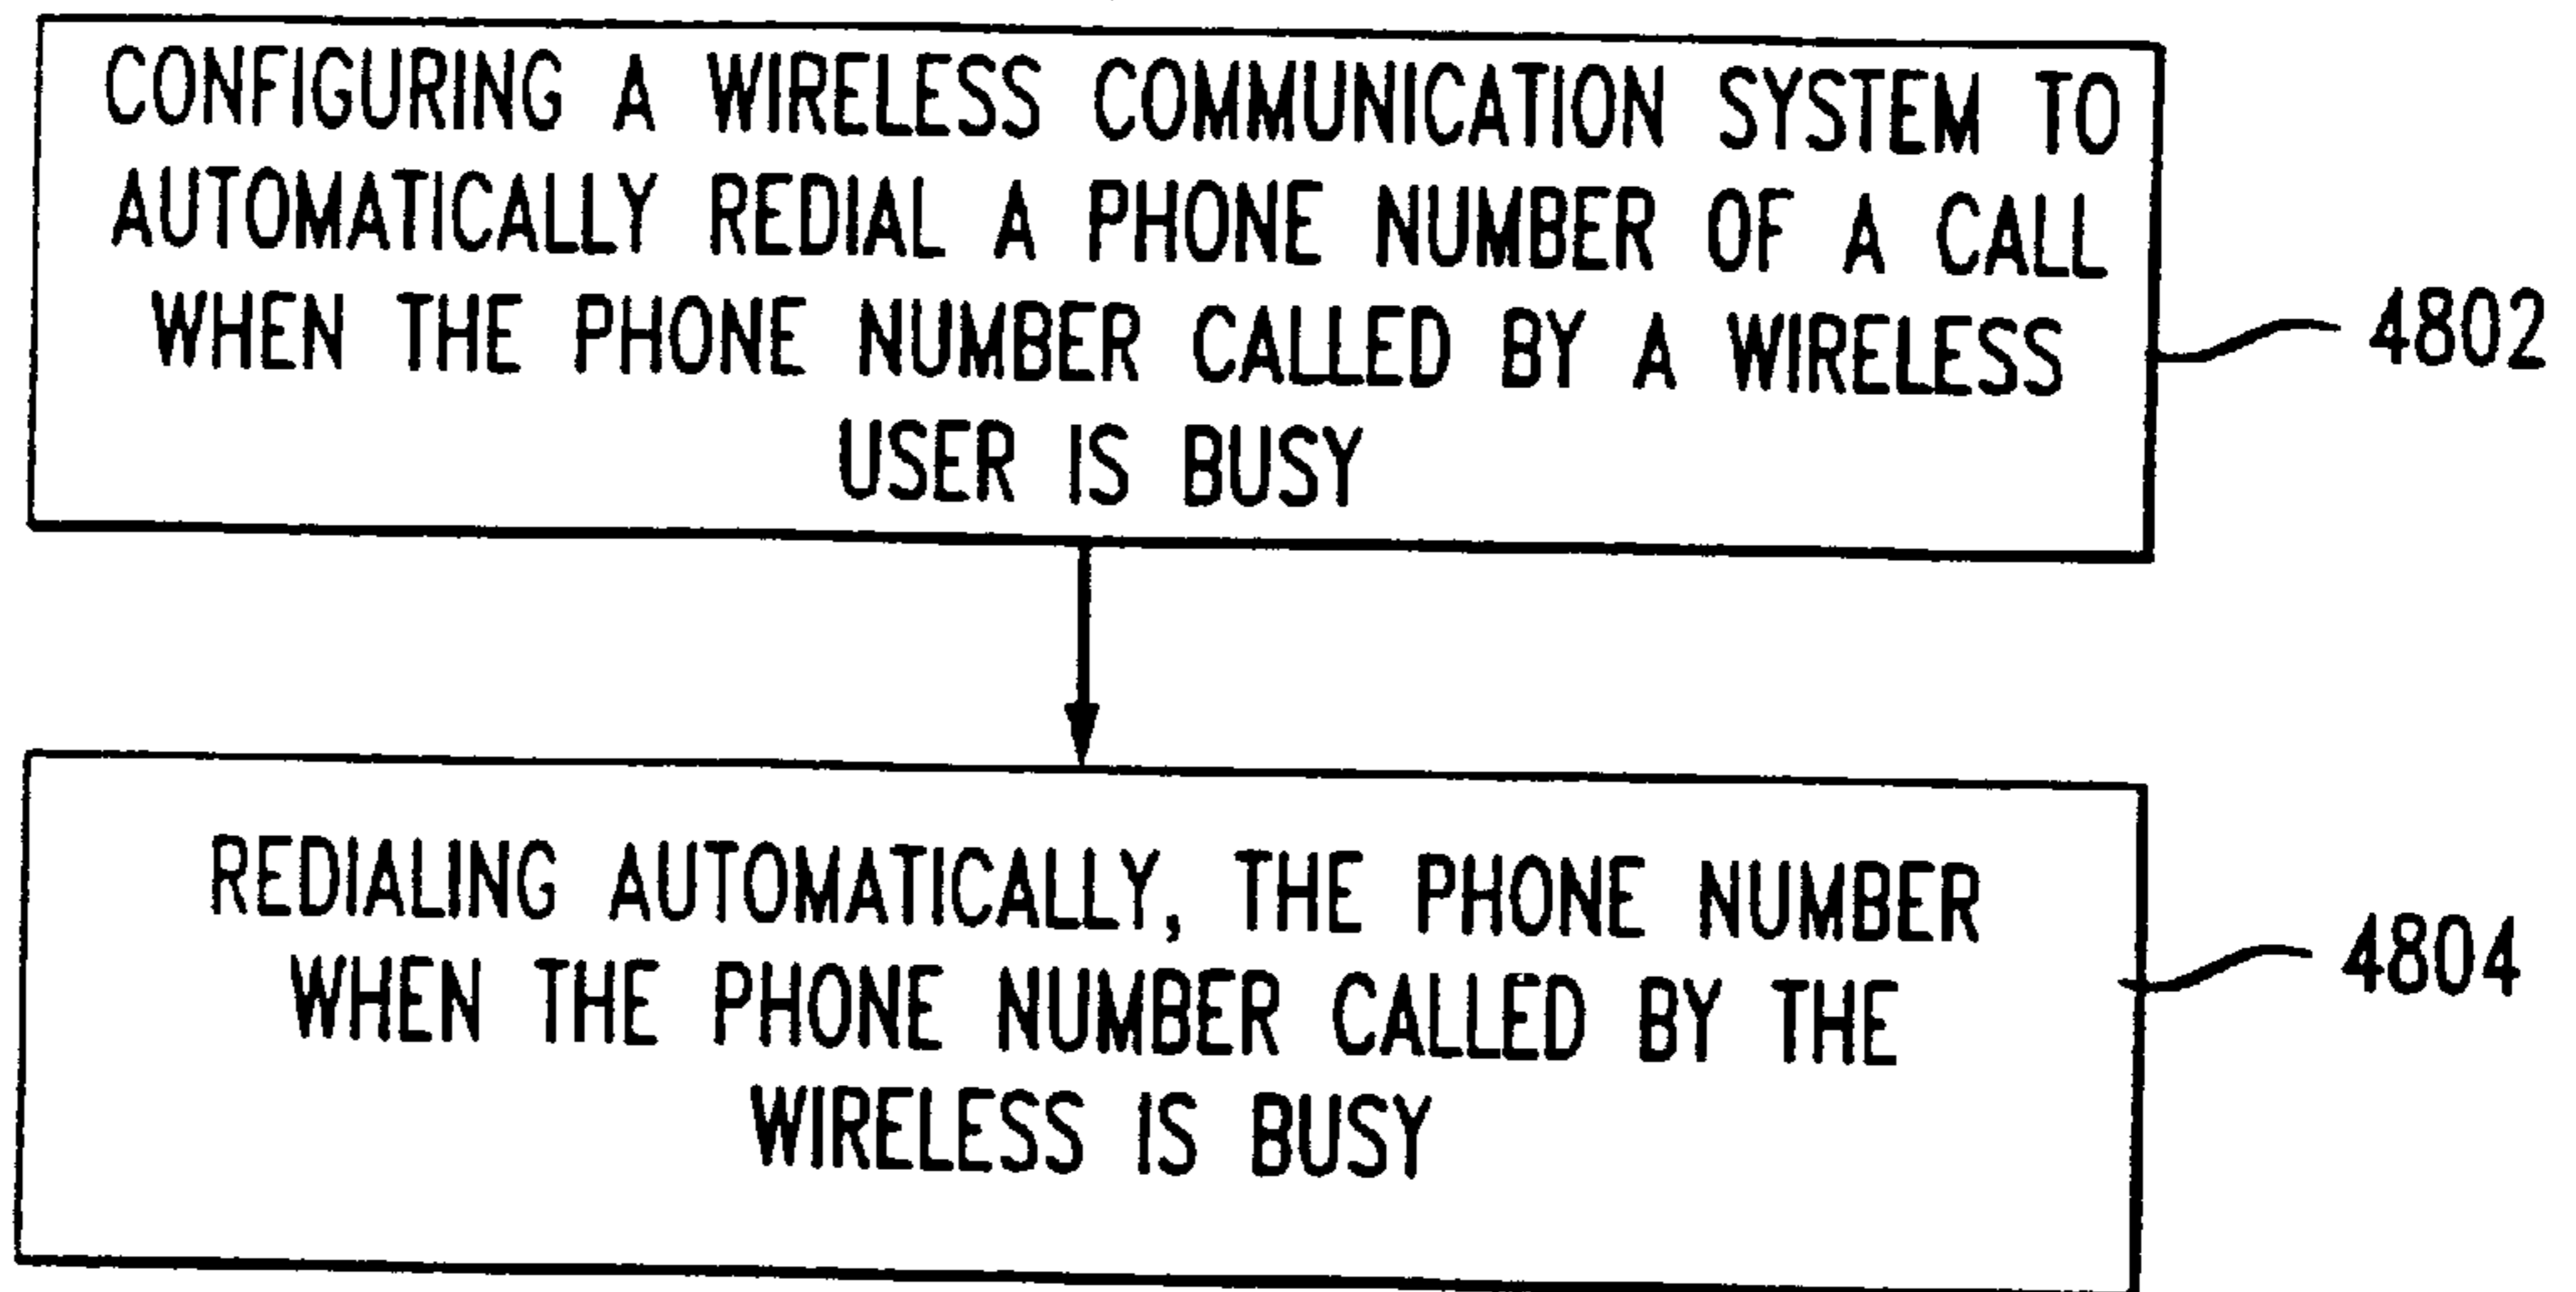 CONFIGURING A WIRELESS COMMUNICATION SYSTEM TO
AUTOMATICALLY REDIAL A PHONE NUMBER OF A CALL
WHEN THE PHONE NUMBER CALLED BY A WIRELESS
USER IS BUSY
4802
REDIALING AUTOMATICALLY, THE PHONE NUMBER
WHEN THE PHONE NUMBER CALLED BY THE
WIRELESS IS BUSY
4804